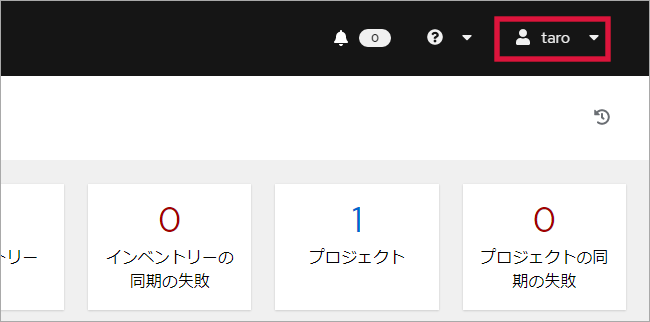 0
taro
0
1
0
トリー
インベントリーの
同期の失敗
プロジェクト
プロジェクトの同
期の失敗